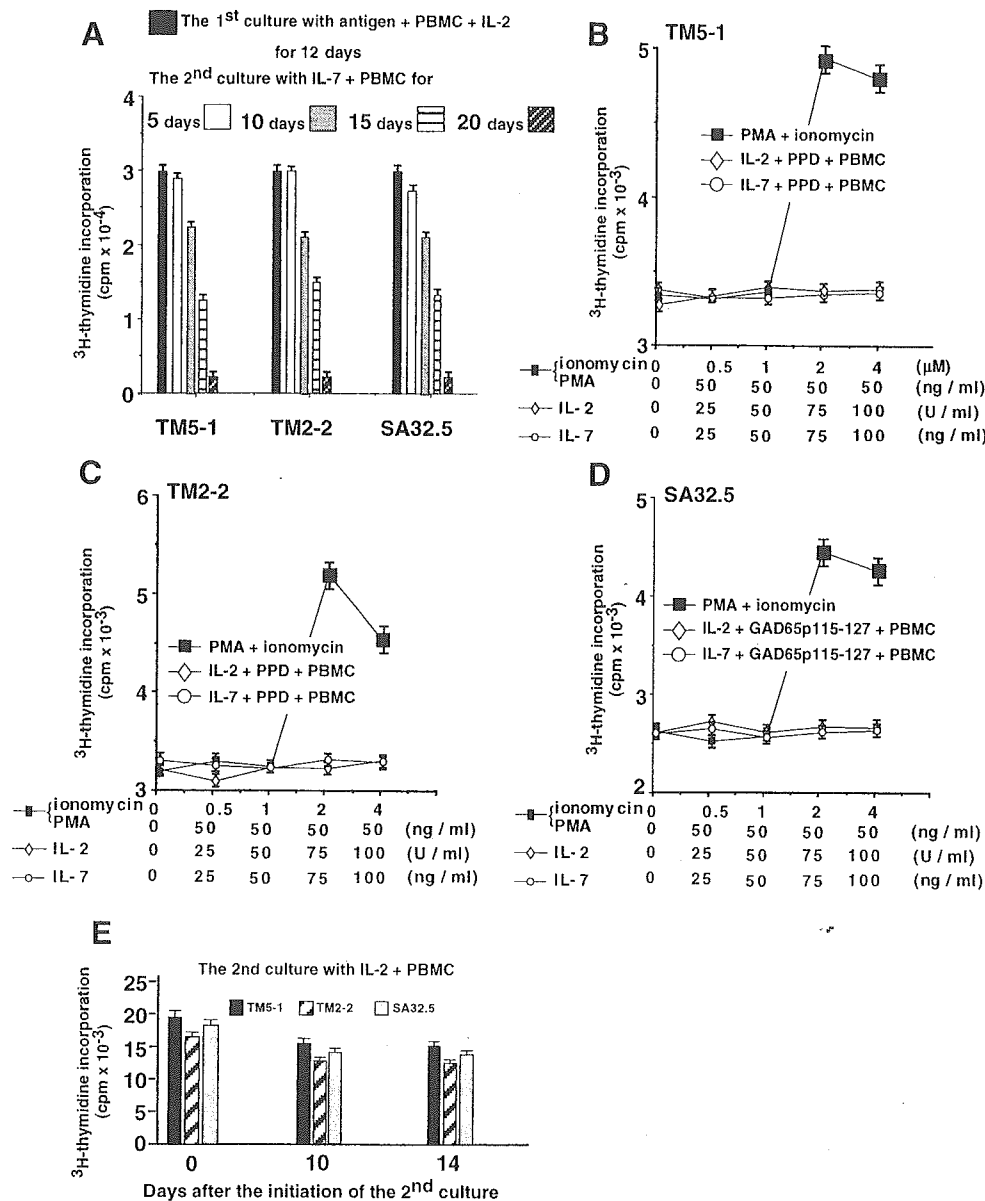 A
The 1st culture with antigen + PBMC + IL-2
for 12 days
The 2nd culture with IL-7 + PBMC for
5 days 10 days 15 days 20 days
3H-thymidine incorporation
(cpm x 10-4)
4
3
2
1
0
TM5-1 TM2-2 SA32.5
B
TM5-1
3H-thymidine incorporation
(cpm x 10-3)
5
4
3
PMA + ionomycin
IL-2 + PPD + PBMC
IL-7 + PPD + PBMC
ionomycin 0 0.5 1 2 4 (µM)
PMA 0 50 50 50 50 (ng / ml)
IL- 2 0 25 50 75 100 (U / ml)
IL- 7 0 25 50 75 100 (ng / ml)
C
TM2-2
3H-thymidine incorporation
(cpm x 10-3)
6
5
4
3
PMA + ionomycin
IL-2 + PPD + PBMC
IL-7 + PPD + PBMC
ionomycin 0 0.5 1 2 4
PMA 0 50 50 50 50 (ng / ml)
IL- 2 0 25 50 75 100 (U / ml)
IL- 7 0 25 50 75 100 (ng / ml)
D
SA32.5
3H-thymidine incorporation
(cpm x 10-3)
5
4
3
2
PMA + ionomycin
IL-2 + GAD65p115-127 + PBMC
IL-7 + GAD65p115-127 + PBMC
ionomycin 0 0.5 1 2 4
PMA 0 50 50 50 50 (ng / ml)
IL- 2 0 25 50 75 100 (U / ml)
IL- 7 0 25 50 75 100 (ng / ml)
E
The 2nd culture with IL-2 + PBMC
TM5-1 TM2-2 SA32.5
3H-thymidine incorporation
(cpm x 10-3)
25
20
15
10
5
0
0 10 14
Days after the initiation of the 2nd culture